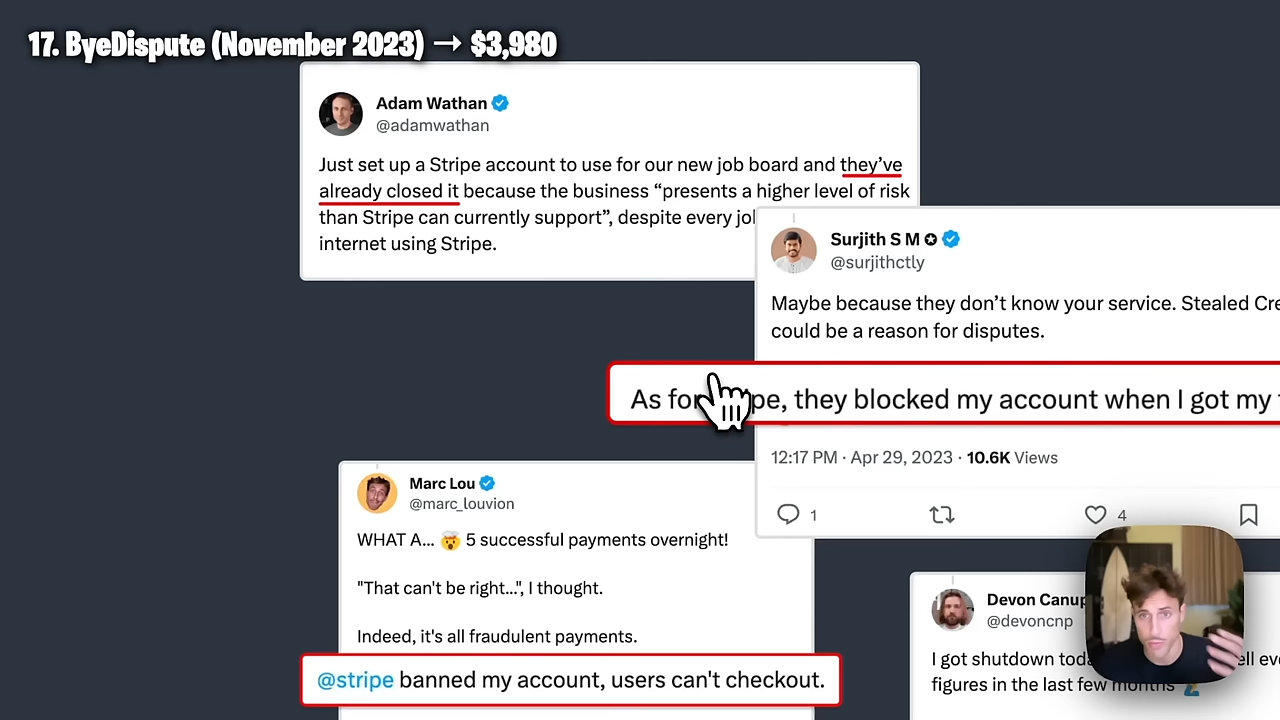 17. ByeDispute (November 2023) → $3,980
Adam Wathan
@adamwathan
Just set up a Stripe account to use for our new job board and they’ve
already closed it because the business “presents a higher level of risk
than Stripe can currently support”, despite every
internet using Stripe.
Surjith S M ✪
@surjithctly
Maybe because they don’t know your service. Stealed
could be a reason for disputes.
As for, they blocked my account when I got my
12:17 PM · Apr 29, 2023 · 10.6K Views
1
4
Marc Lou
@marc_louvion
WHAT A... 🤯 5 successful payments overnight!
"That can't be right...", I thought.
Indeed, it's all fraudulent payments.
@stripe banned my account, users can't checkout.
Devon
@devoncnp
I got shutdown
figures in the last few months